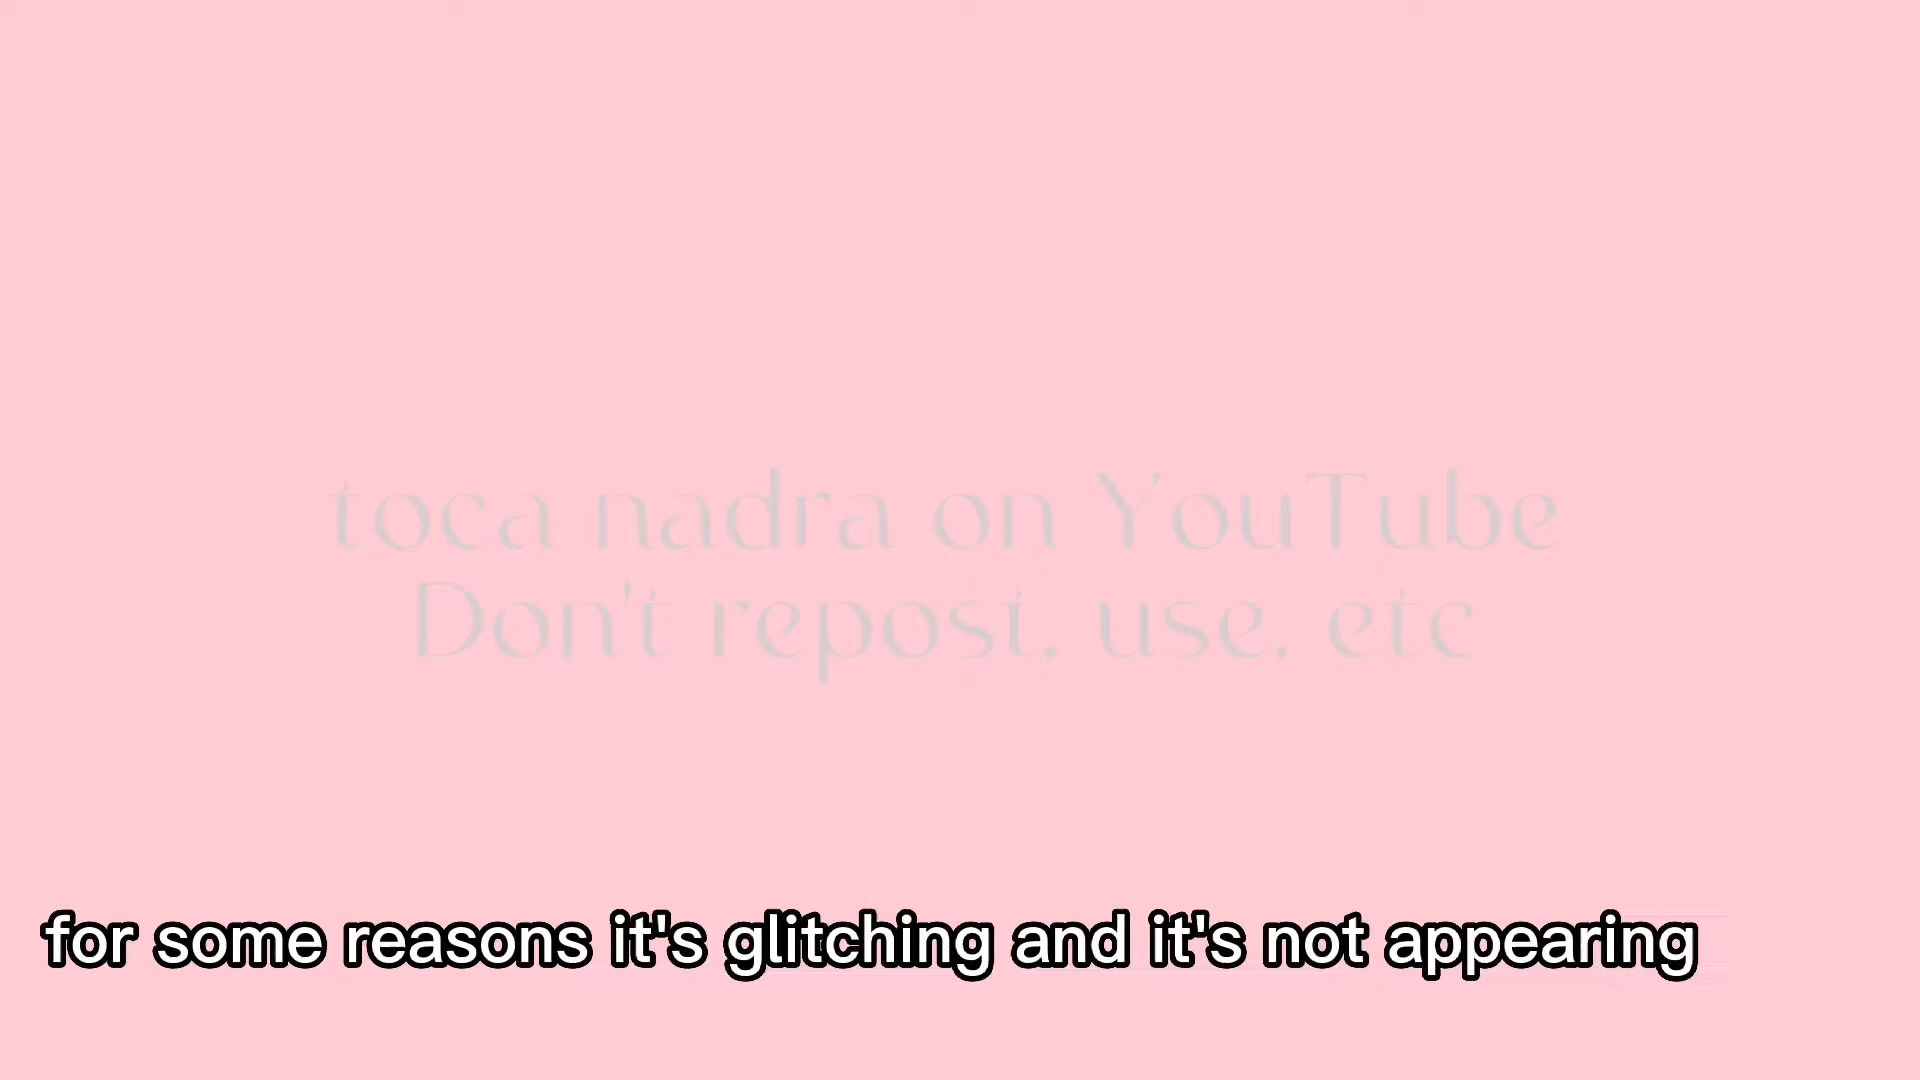 toca nadra on YouTube
Don't repost, use, etc
for some reasons it's glitching and it's not appearing